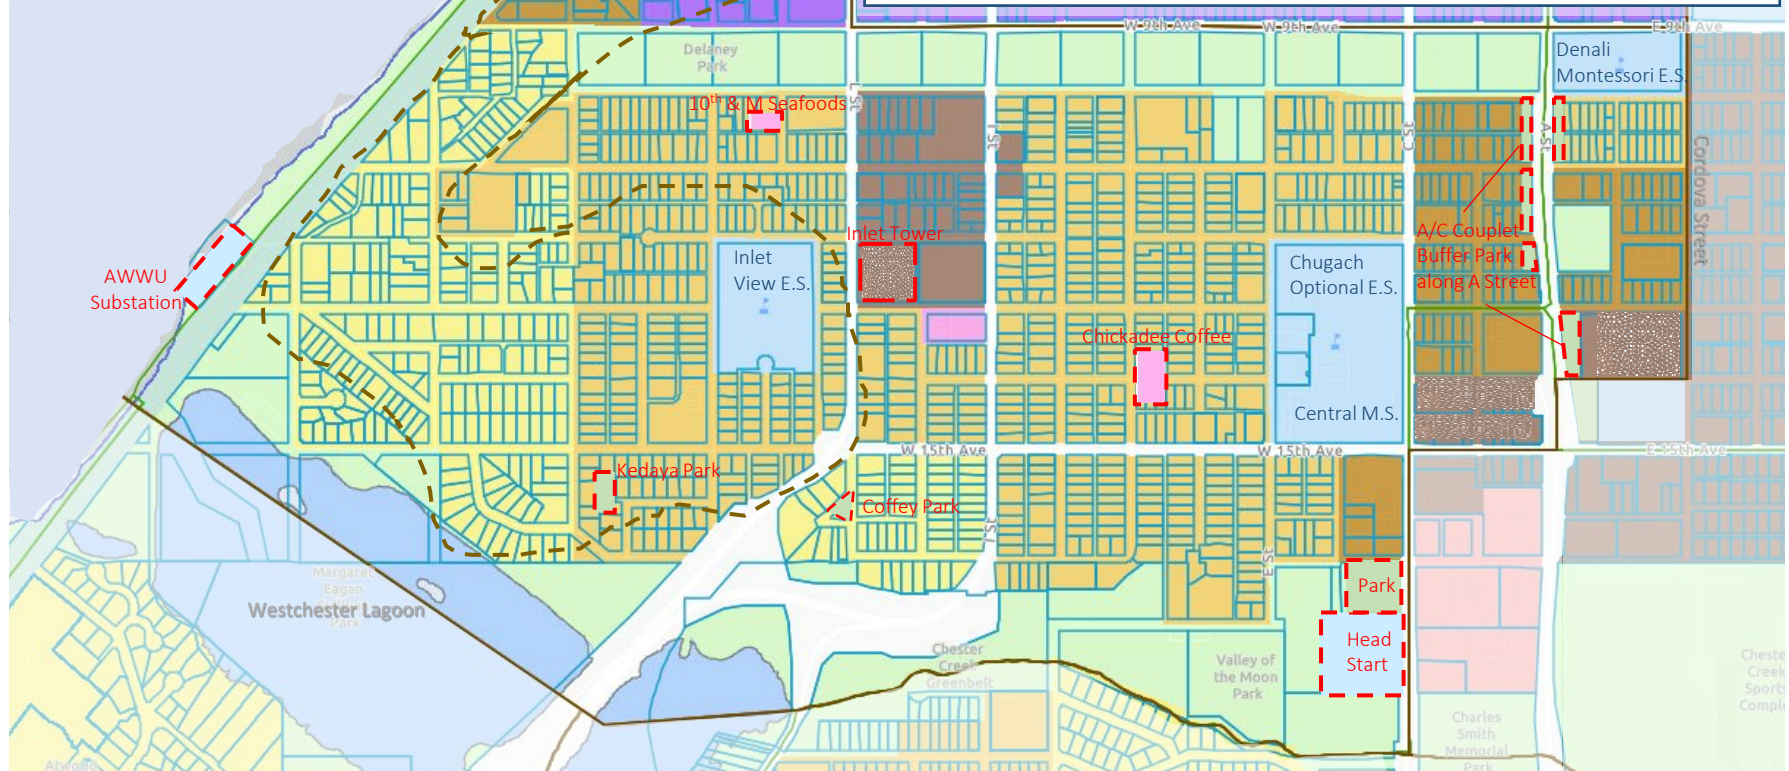 W 9th Ave
W 9th Ave
E 9th Ave
Delaney
Park
Denali
Montessori E.S.
10th & M Seafoods
L St
I St
C St
A St
Cordova Street
Inlet Tower
A/C Couplet
Buffer Park
along A Street
Inlet
View E.S.
Chugach
Optional E.S.
AWWU
Substation
Chickadee Coffee
Central M.S.
W 15th Ave
W 15th Ave
E 15th Ave
Kedaya Park
Coffey Park
I St
E St
Margaret
Eagan
Park
Westchester Lagoon
Park
Head
Start
Chester
Creek
Greenbelt
Valley of
the Moon
Park
Charles
Smith
Memorial
Park
Creek
Sports
Atwood